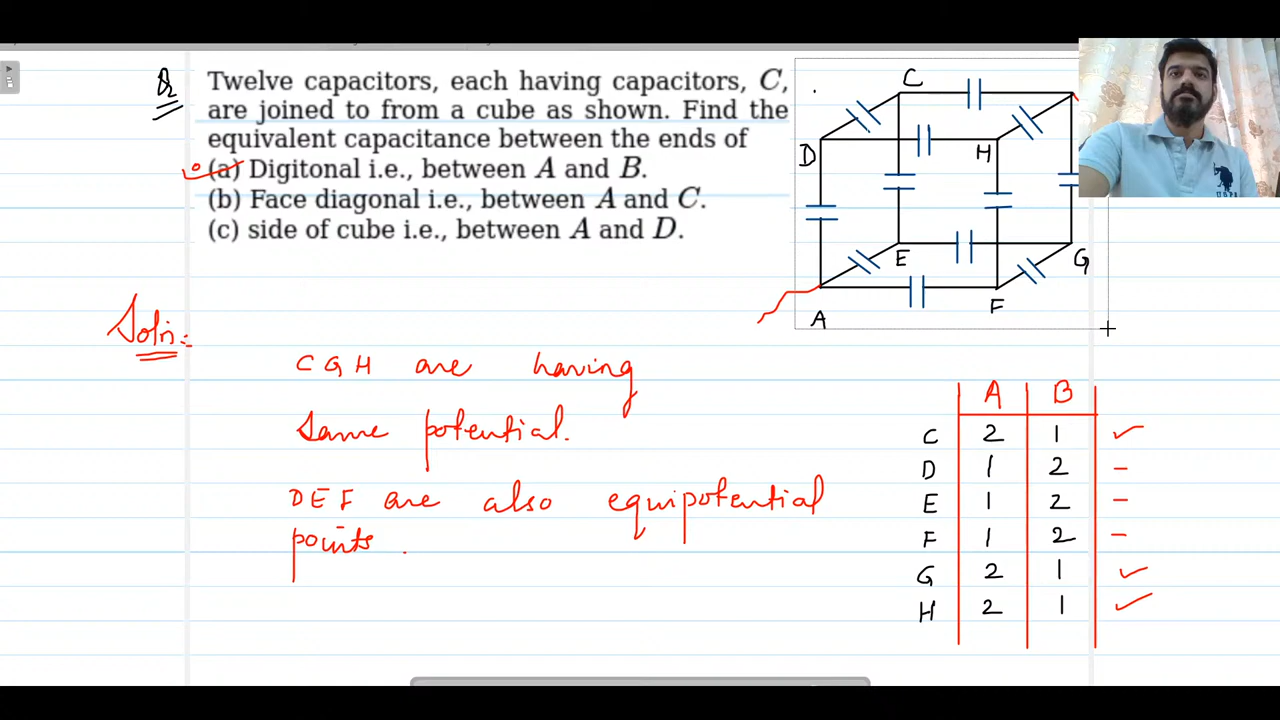 Q
Twelve capacitors, each having capacitors, C,
are joined to from a cube as shown. Find the
equivalent capacitance between the ends of
(a) Digitonal i.e., between A and B.
(b) Face diagonal i.e., between A and C.
(c) side of cube i.e., between A and D.
C
D
H
E
G
F
A
Soln:
C G H are having
Same potential.
D E F are also equipotential
points.
A B
C 2 1 ✓
D 1 2 –
E 1 2 –
F 1 2 –
G 2 1 ✓
H 2 1 ✓